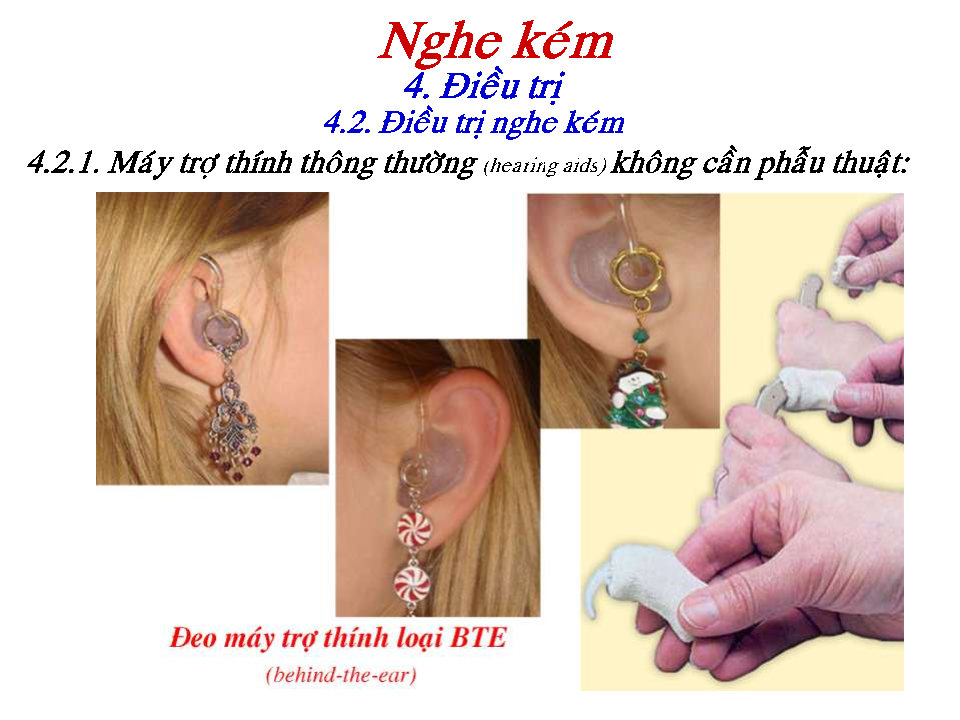 Nghe kém
4. Điều trị
4.2. Điều trị nghe kém
4.2.1. Máy trợ thính thông thường (hearing aids) không cần phẫu thuật:
Đeo máy trợ thính loại BTE
(behind-the-ear)